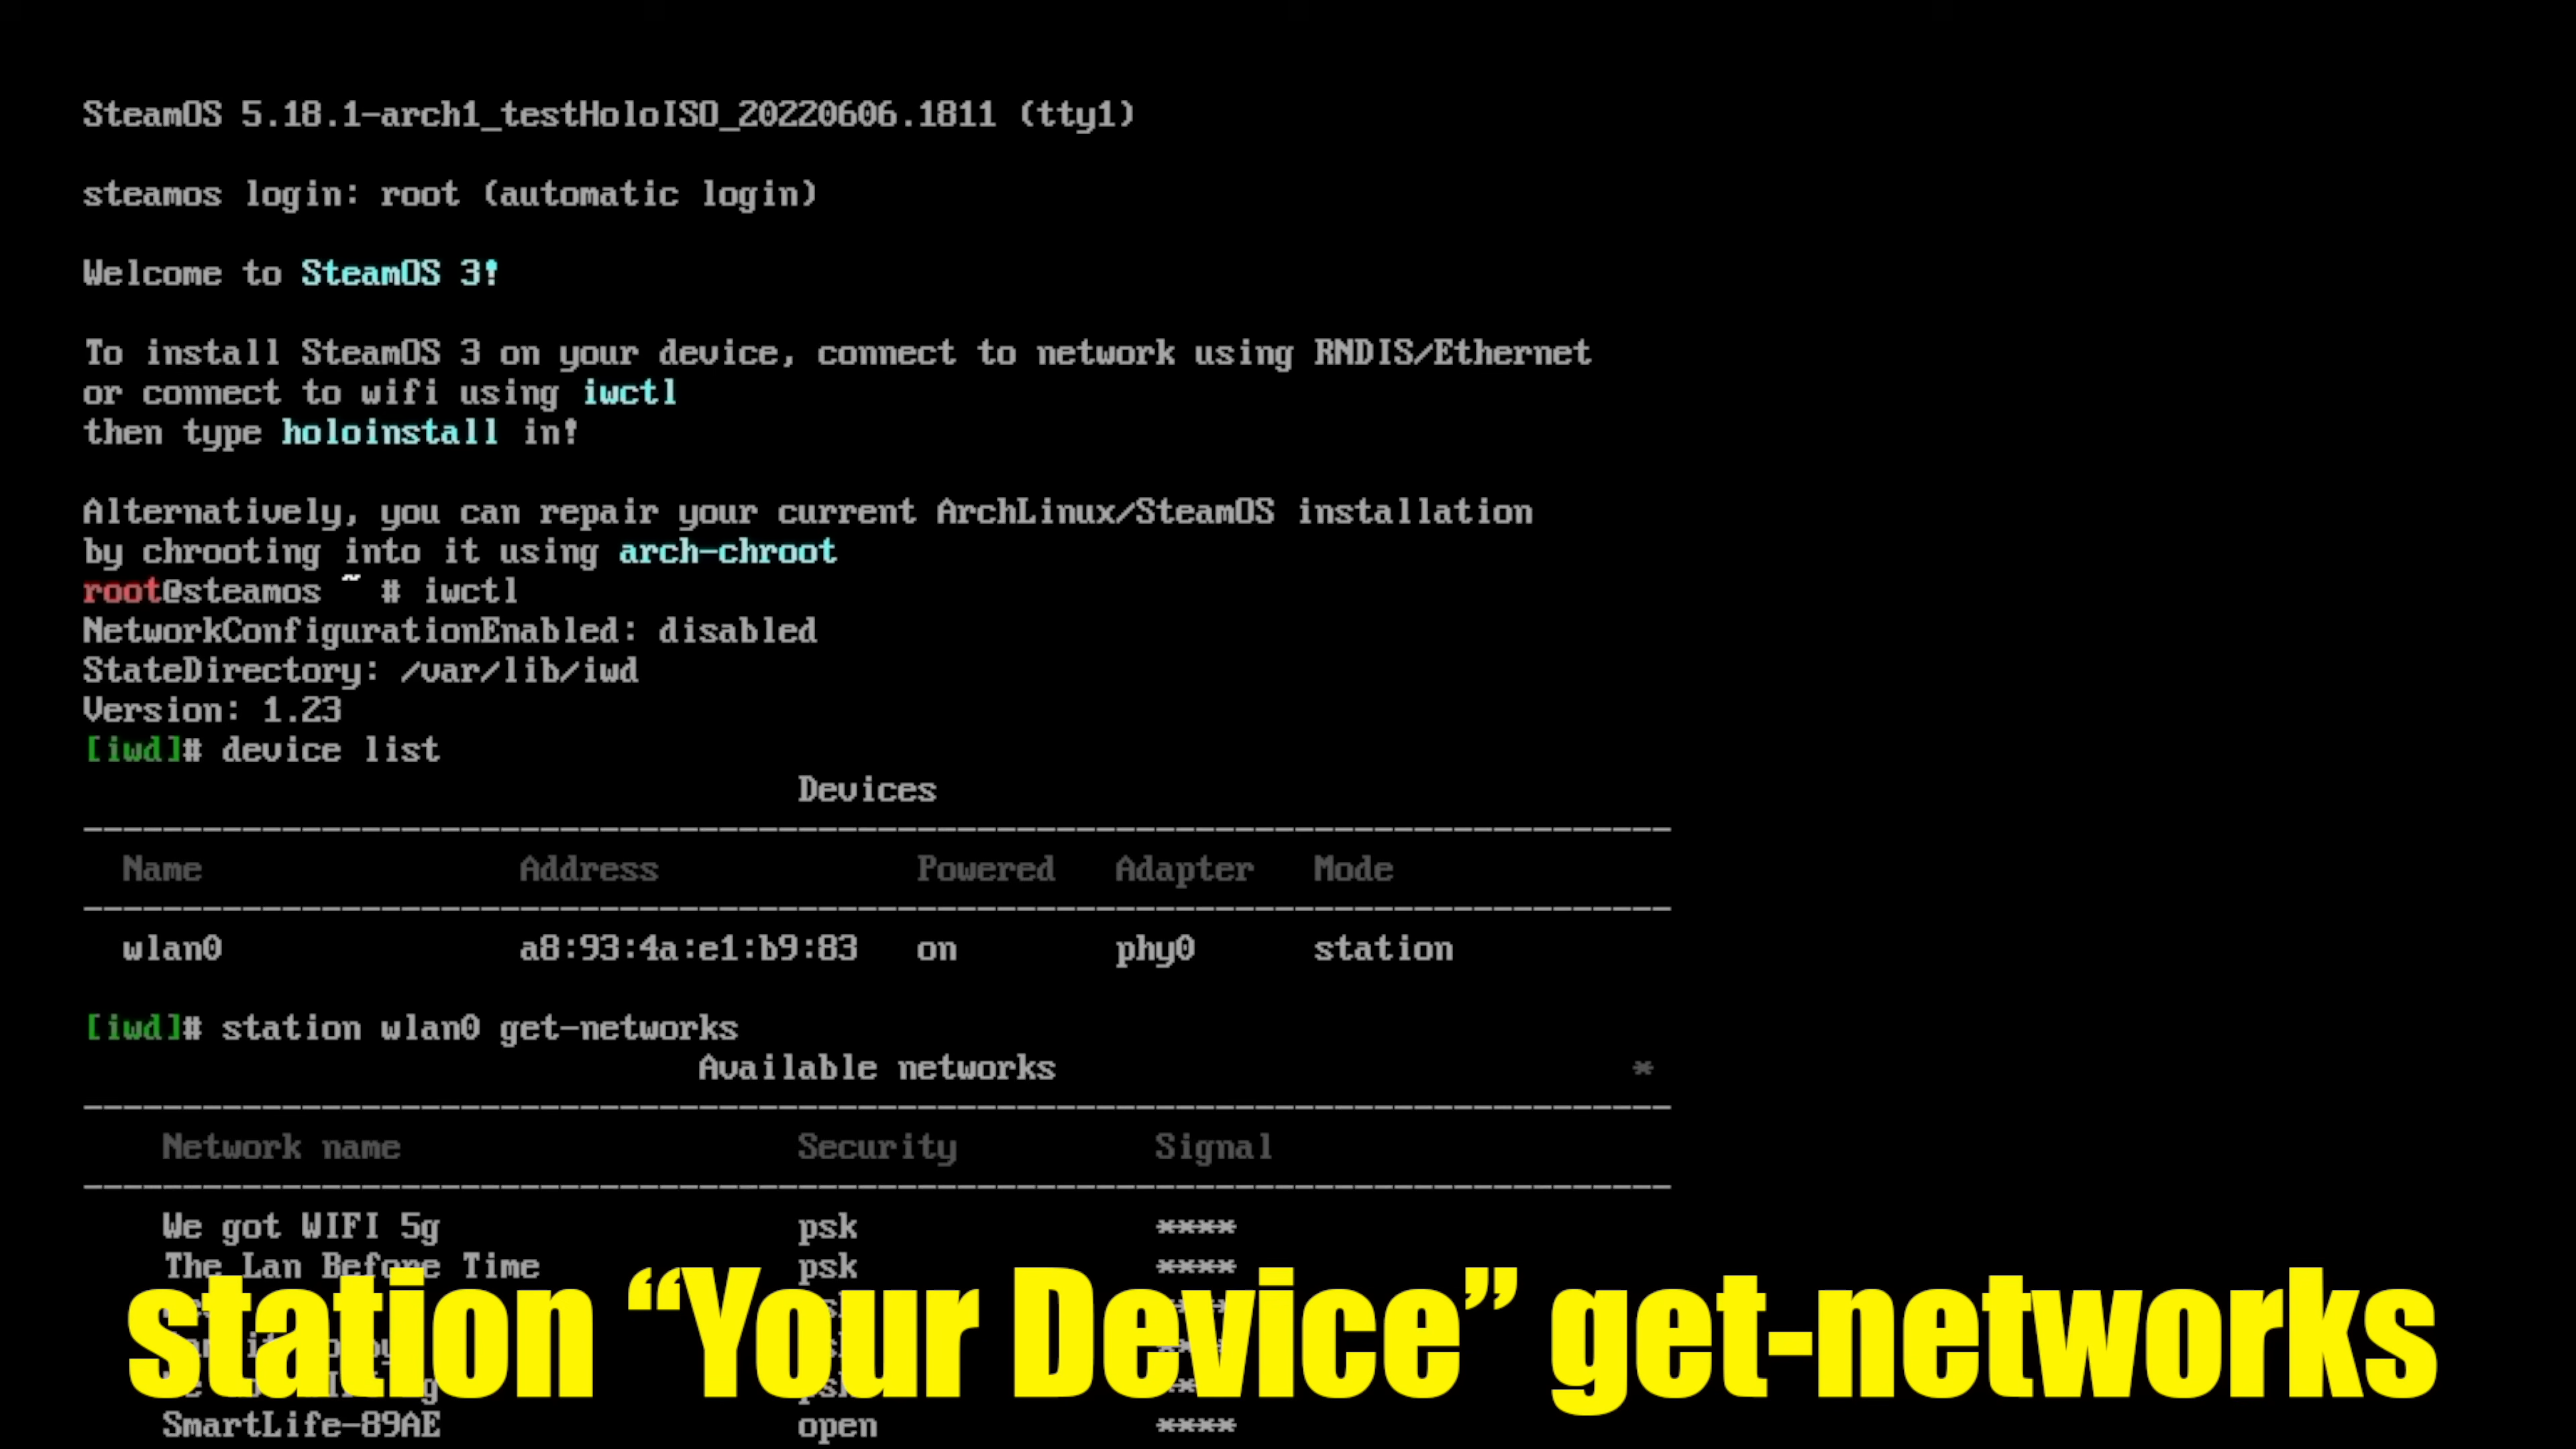 SteamOS 5.18.1-arch1_testHoloISO_20220606.1811 (tty1)
steamos login: root (automatic login)
Welcome to SteamOS 3!
To install SteamOS 3 on your device, connect to network using RNDIS/Ethernet
or connect to wifi using iwctl
then type holoinstall in!
Alternatively, you can repair your current ArchLinux/SteamOS installation
by chrooting into it using arch-chroot
root@steamos ~ # iwctl
NetworkConfigurationEnabled: disabled
StateDirectory: /var/lib/iwd
Version: 1.23
[iwd]# device list
Devices
Name Address Powered Adapter Mode
wlan0 a8:93:4a:e1:b9:83 on phy0 station
[iwd]# station wlan0 get-networks
Available networks *
Network name Security Signal
We got WIFI 5g psk ****
The Lan Before Time psk ****
station “Your Device” get-networks
SmartLife-89AE open ****